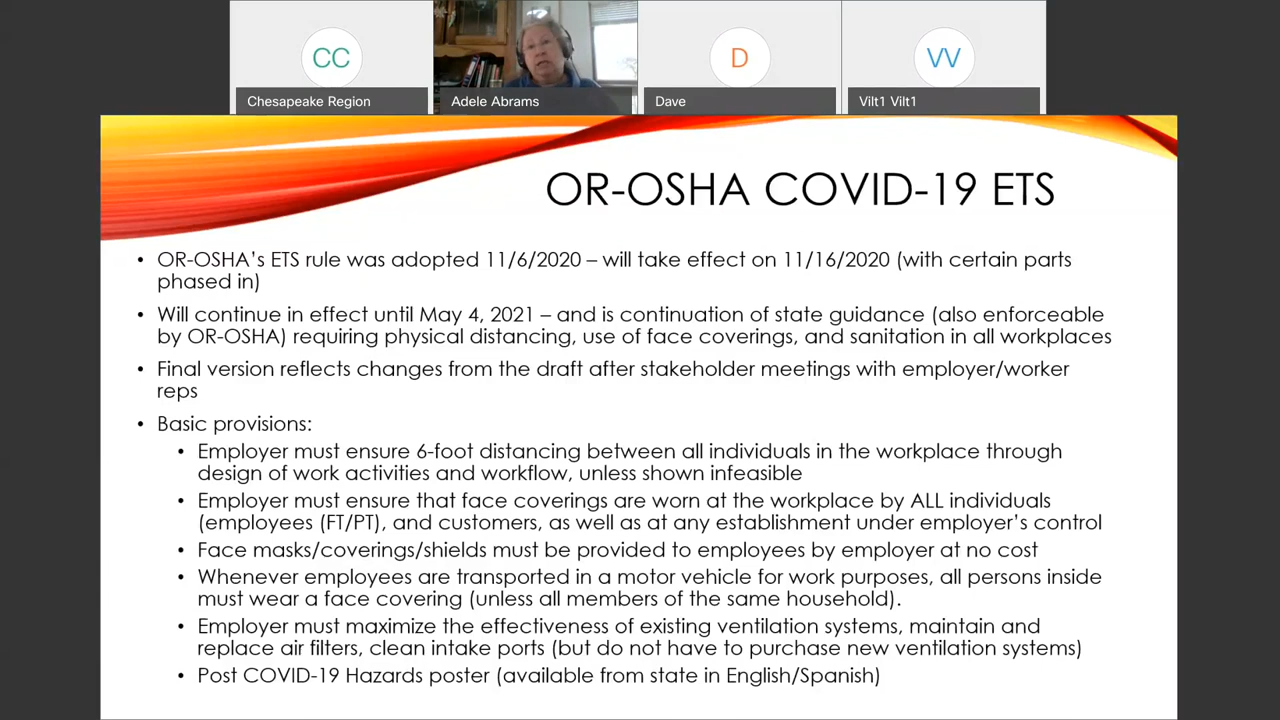 CC
D
VV
Chesapeake Region
Adele Abrams
Dave
Vilt1 Vilt1
OR-OSHA COVID-19 ETS
• OR-OSHA's ETS rule was adopted 11/6/2020 – will take effect on 11/16/2020 (with certain parts
phased in)
• Will continue in effect until May 4, 2021 – and is continuation of state guidance (also enforceable
by OR-OSHA) requiring physical distancing, use of face coverings, and sanitation in all workplaces
• Final version reflects changes from the draft after stakeholder meetings with employer/worker
reps
• Basic provisions:
• Employer must ensure 6-foot distancing between all individuals in the workplace through
design of work activities and workflow, unless shown infeasible
• Employer must ensure that face coverings are worn at the workplace by ALL individuals
(employees (FT/PT), and customers, as well as at any establishment under employer's control
• Face masks/coverings/shields must be provided to employees by employer at no cost
• Whenever employees are transported in a motor vehicle for work purposes, all persons inside
must wear a face covering (unless all members of the same household).
• Employer must maximize the effectiveness of existing ventilation systems, maintain and
replace air filters, clean intake ports (but do not have to purchase new ventilation systems)
• Post COVID-19 Hazards poster (available from state in English/Spanish)